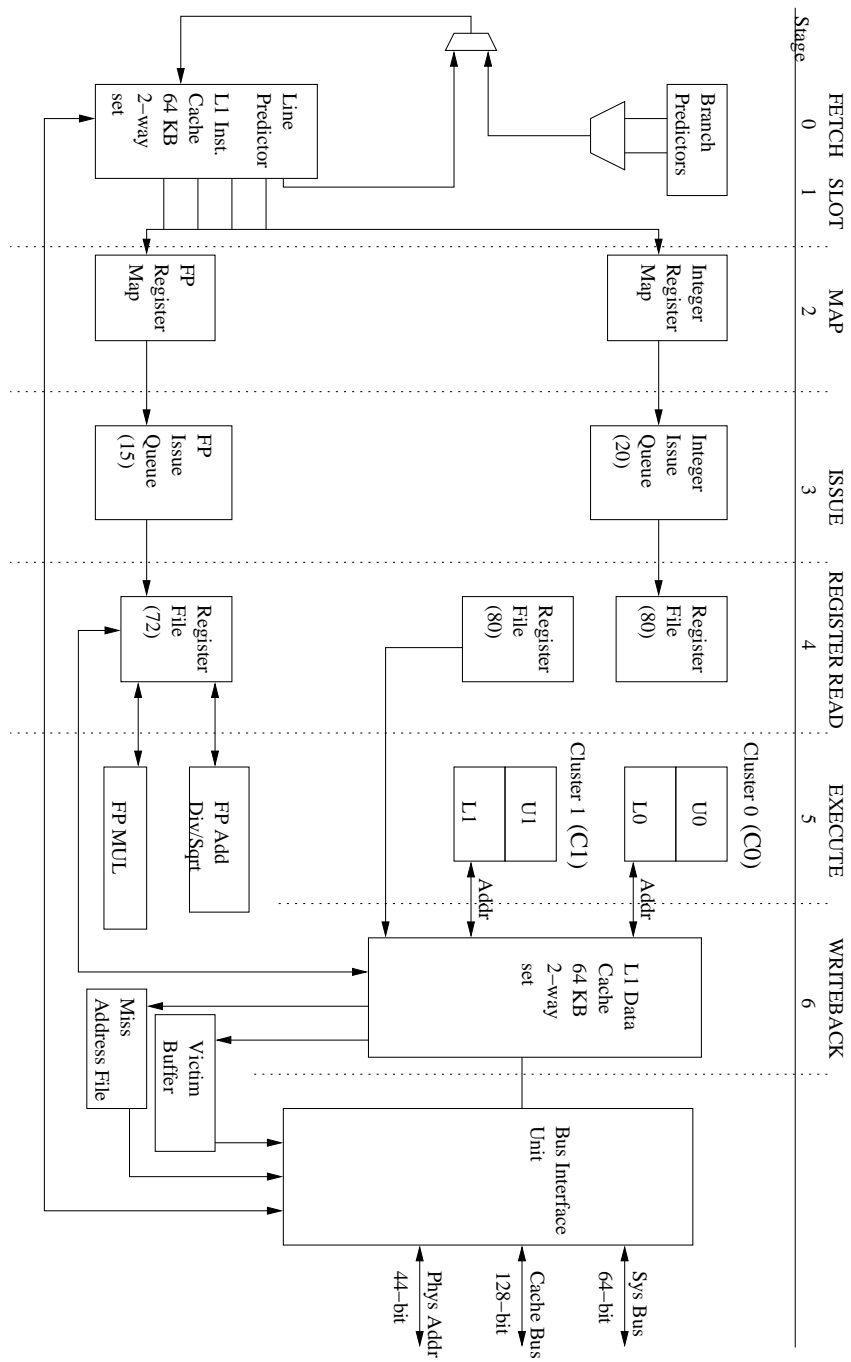 Stage
FETCH
0
SLOT
1
MAP
2
ISSUE
3
REGISTER READ
4
EXECUTE
5
WRITEBACK
6
Branch
Predictors
Line
Predictor
L1 Inst.
Cache
64 KB
2−way
set
Integer
Register
Map
FP
Register
Map
Integer
Issue
Queue
(20)
FP
Issue
Queue
(15)
Register
File
(80)
Register
File
(80)
Register
File
(72)
Cluster 0 (C0)
U0
L0
Cluster 1 (C1)
U1
L1
FP Add
Div/Sqrt
FP MUL
Addr
Addr
L1 Data
Cache
64 KB
2−way
set
Victim
Buffer
Miss
Address File
Bus Interface
Unit
Sys Bus
64−bit
Cache Bus
128−bit
Phys Addr
44−bit